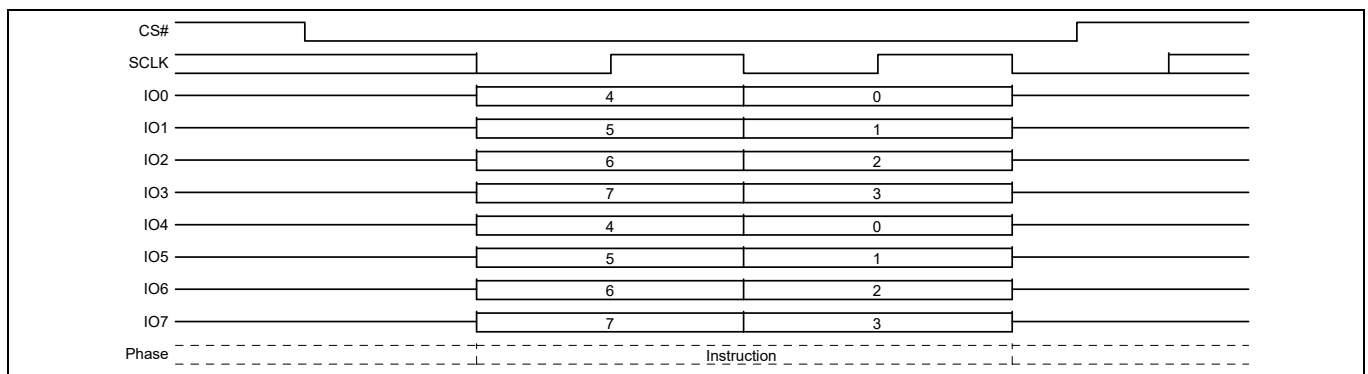 CS#
SCLK
IO0 4 0
IO1 5 1
IO2 6 2
IO3 7 3
IO4 4 0
IO5 5 1
IO6 6 2
IO7 7 3
Phase Instruction